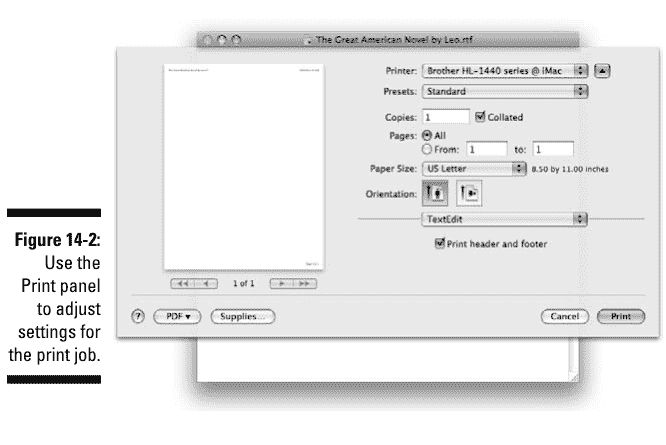 The Great American Novel by Leo.rtf
Printer: Brother HL-1440 series @ iMac
Presets: Standard
Copies: 1 Collated
Pages: All
From: 1 to: 1
Paper Size: US Letter 8.50 by 11.00 inches
Orientation:
TextEdit
Print header and footer
1 of 1
? PDF Supplies... Cancel Print
Figure 14-2:
Use the
Print panel
to adjust
settings for
the print job.